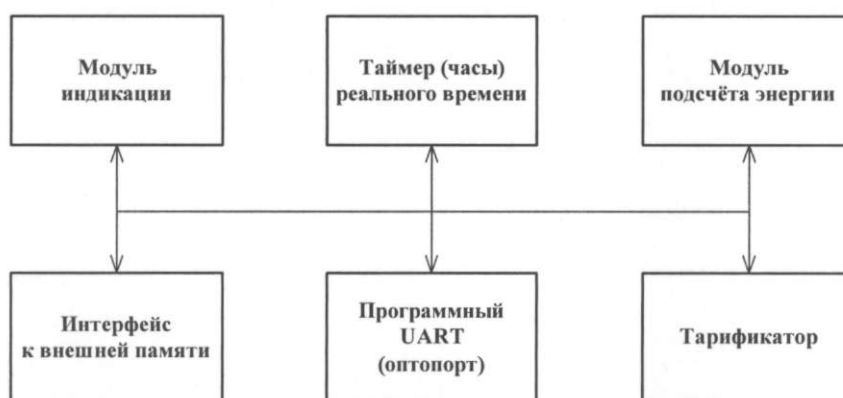 Модуль
индикации
Таймер (часы)
реального времени
Модуль
подсчёта энергии
Интерфейс
к внешней памяти
Программный
UART
(оптопорт)
Тарификатор